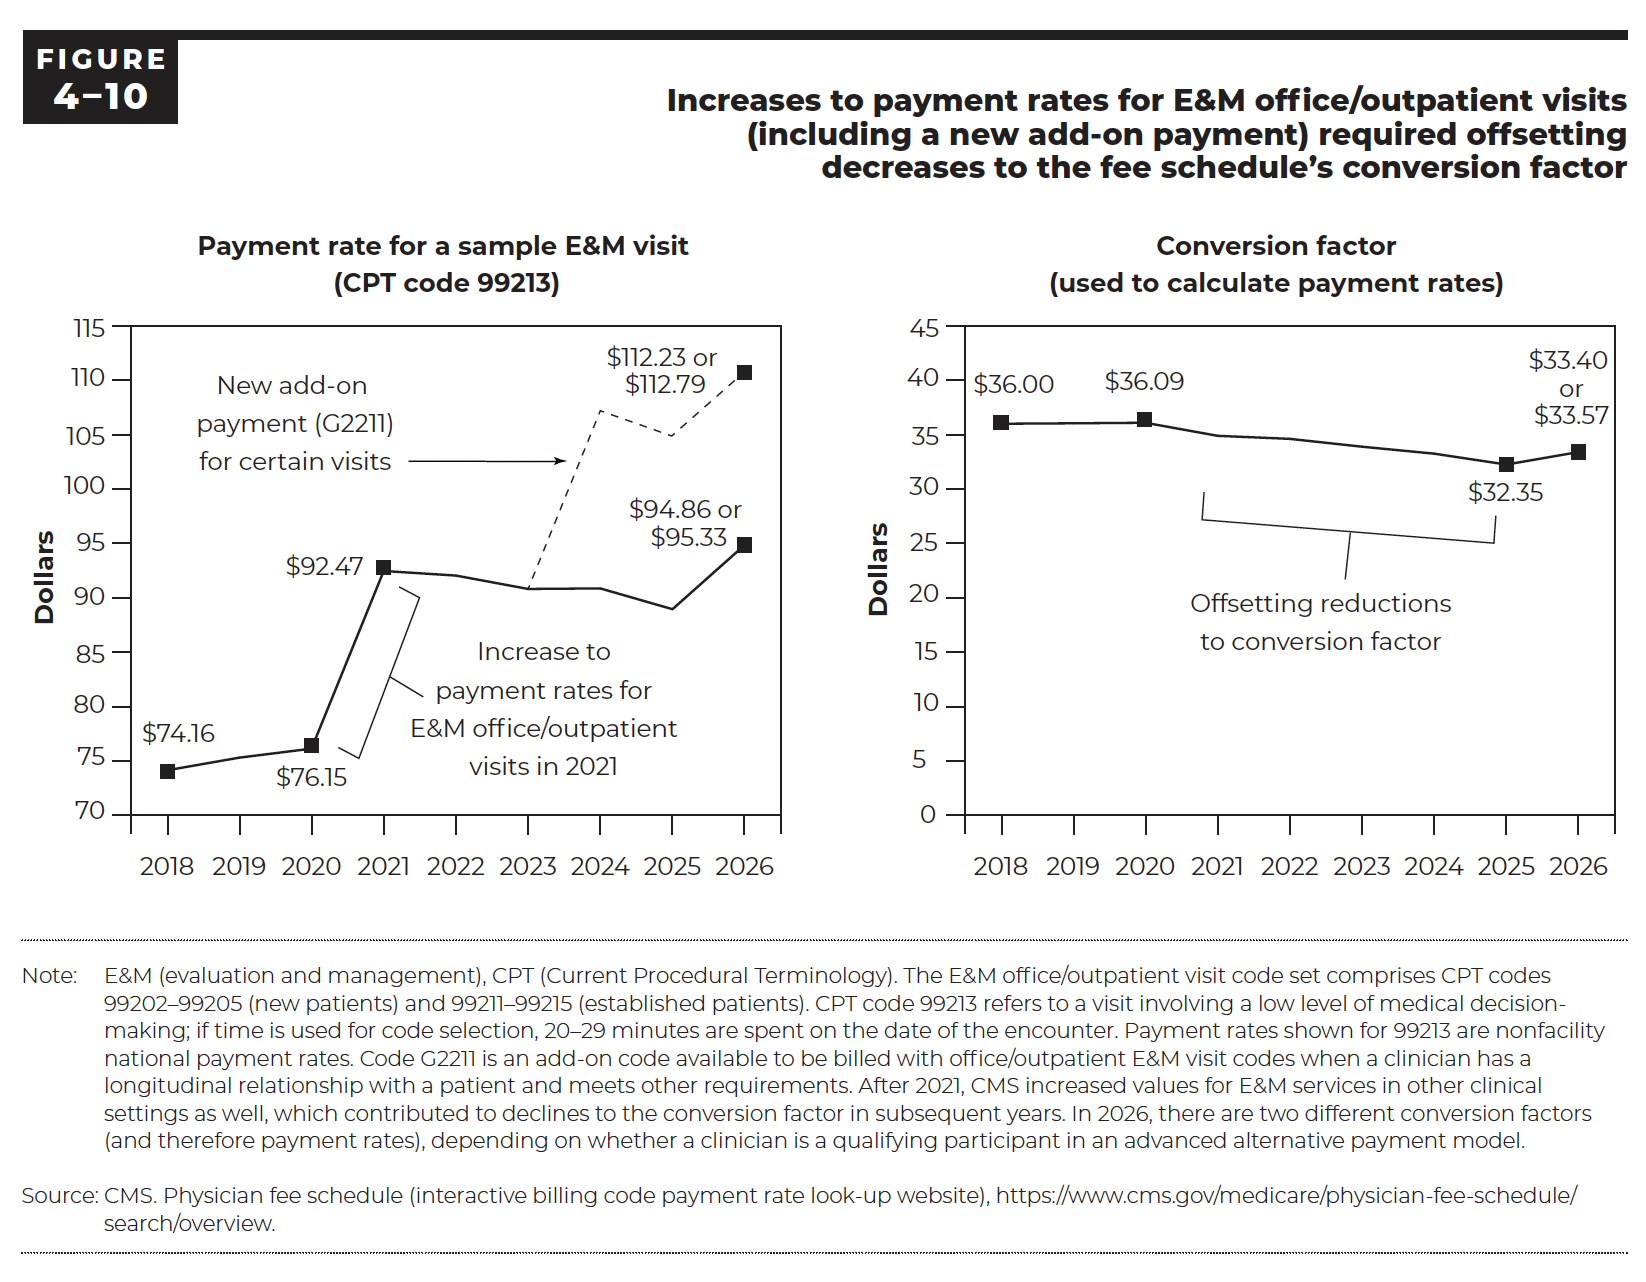 FIGURE
4–10
Increases to payment rates for E&M office/outpatient visits
(including a new add-on payment) required offsetting
decreases to the fee schedule’s conversion factor
Payment rate for a sample E&M visit
(CPT code 99213)
115
110
105
100
95
90
85
80
75
70
Dollars
New add-on
payment (G2211)
for certain visits
$112.23 or
$112.79
$94.86 or
$95.33
$92.47
Increase to
payment rates for
E&M office/outpatient
visits in 2021
$74.16
$76.15
2018 2019 2020 2021 2022 2023 2024 2025 2026
Conversion factor
(used to calculate payment rates)
45
40
35
30
25
20
15
10
5
0
Dollars
$36.00
$36.09
$33.40
or
$33.57
$32.35
Offsetting reductions
to conversion factor
2018 2019 2020 2021 2022 2023 2024 2025 2026
Note: E&M (evaluation and management), CPT (Current Procedural Terminology). The E&M office/outpatient visit code set comprises CPT codes
99202–99205 (new patients) and 99211–99215 (established patients). CPT code 99213 refers to a visit involving a low level of medical decision-
making; if time is used for code selection, 20–29 minutes are spent on the date of the encounter. Payment rates shown for 99213 are nonfacility
national payment rates. Code G2211 is an add-on code available to be billed with office/outpatient E&M visit codes when a clinician has a
longitudinal relationship with a patient and meets other requirements. After 2021, CMS increased values for E&M services in other clinical
settings as well, which contributed to declines to the conversion factor in subsequent years. In 2026, there are two different conversion factors
(and therefore payment rates), depending on whether a clinician is a qualifying participant in an advanced alternative payment model.
Source: CMS. Physician fee schedule (interactive billing code payment rate look-up website), https://www.cms.gov/medicare/physician-fee-schedule/
search/overview.